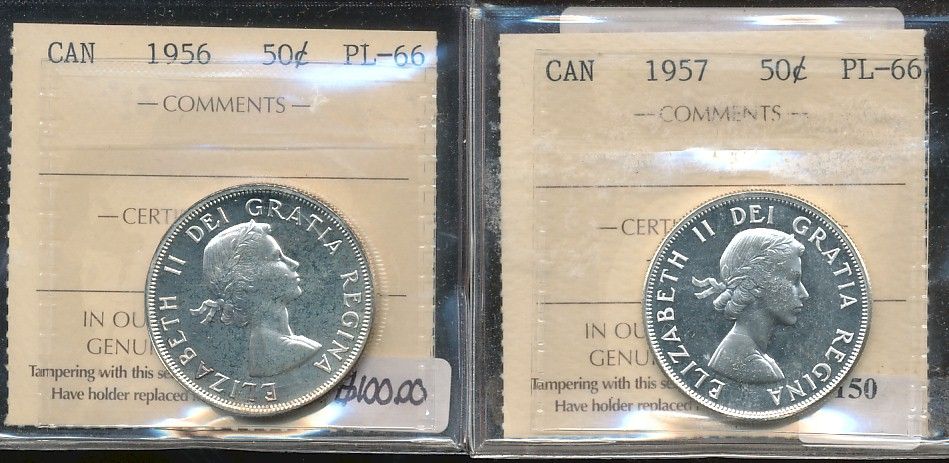 CAN 1956 50¢ PL-66
— COMMENTS —
— CERTI
ELIZABETH II DEI GRATIA REGINA
IN OU
GENU
Tampering with this se
Have holder replaced
$100.00
CAN 1957 50¢ PL-66
— COMMENTS —
— CERT
ELIZABETH II DEI GRATIA REGINA
IN OU
GENUI
Tampering with this se
Have holder replaced
150